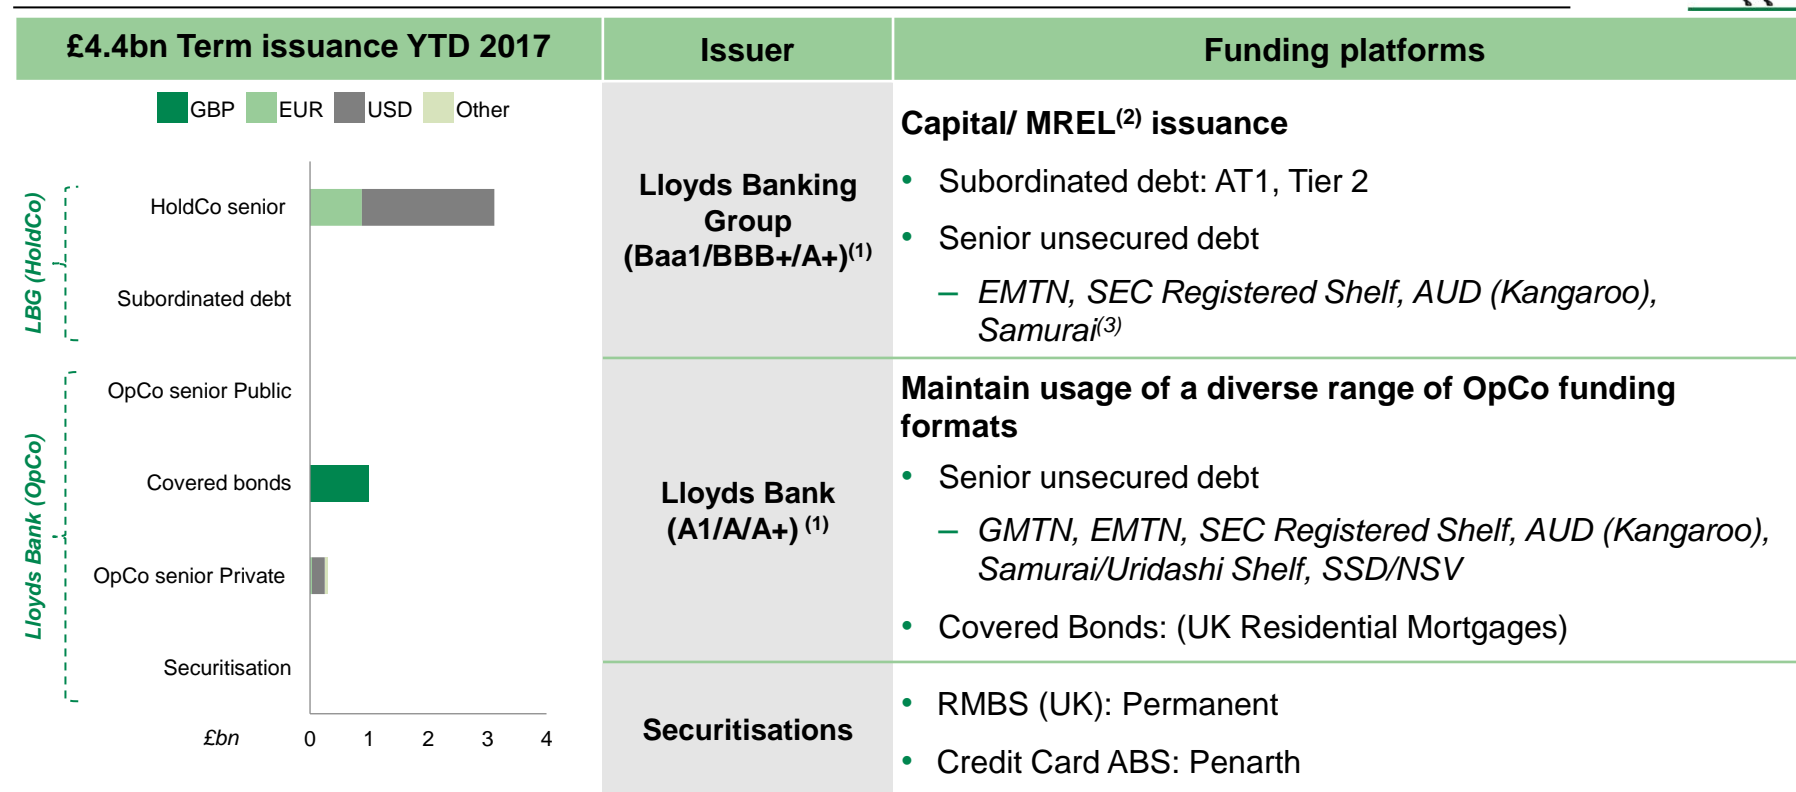 £4.4bn Term issuance YTD 2017
Issuer
Funding platforms
GBP EUR USD Other
LBG (HoldCo)
HoldCo senior
Subordinated debt
Lloyds Bank (OpCo)
OpCo senior Public
Covered bonds
OpCo senior Private
Securitisation
£bn 0 1 2 3 4
Lloyds Banking
Group
(Baa1/BBB+/A+)(1)
Capital/ MREL(2) issuance
• Subordinated debt: AT1, Tier 2
• Senior unsecured debt
– EMTN, SEC Registered Shelf, AUD (Kangaroo),
Samurai(3)
Lloyds Bank
(A1/A/A+) (1)
Maintain usage of a diverse range of OpCo funding
formats
• Senior unsecured debt
– GMTN, EMTN, SEC Registered Shelf, AUD (Kangaroo),
Samurai/Uridashi Shelf, SSD/NSV
• Covered Bonds: (UK Residential Mortgages)
Securitisations
• RMBS (UK): Permanent
• Credit Card ABS: Penarth